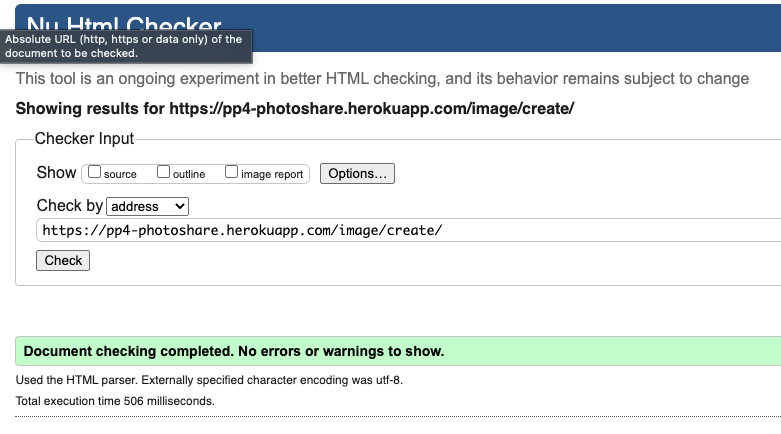 Nu Html Checker
Absolute URL (http, https or data only) of the
document to be checked.
This tool is an ongoing experiment in better HTML checking, and its behavior remains subject to change
Showing results for https://pp4-photoshare.herokuapp.com/image/create/
Checker Input
Show source outline image report Options...
Check by address
https://pp4-photoshare.herokuapp.com/image/create/
Check
Document checking completed. No errors or warnings to show.
Used the HTML parser. Externally specified character encoding was utf-8.
Total execution time 506 milliseconds.